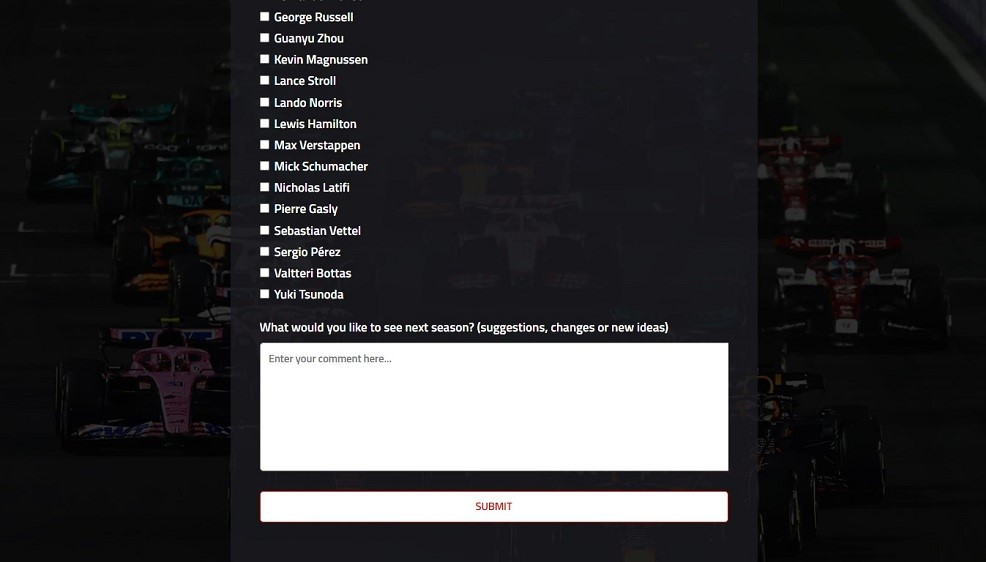 George Russell
Guanyu Zhou
Kevin Magnussen
Lance Stroll
Lando Norris
Lewis Hamilton
Max Verstappen
Mick Schumacher
Nicholas Latifi
Pierre Gasly
Sebastian Vettel
Sergio Pérez
Valtteri Bottas
Yuki Tsunoda
What would you like to see next season? (suggestions, changes or new ideas)
Enter your comment here...
SUBMIT